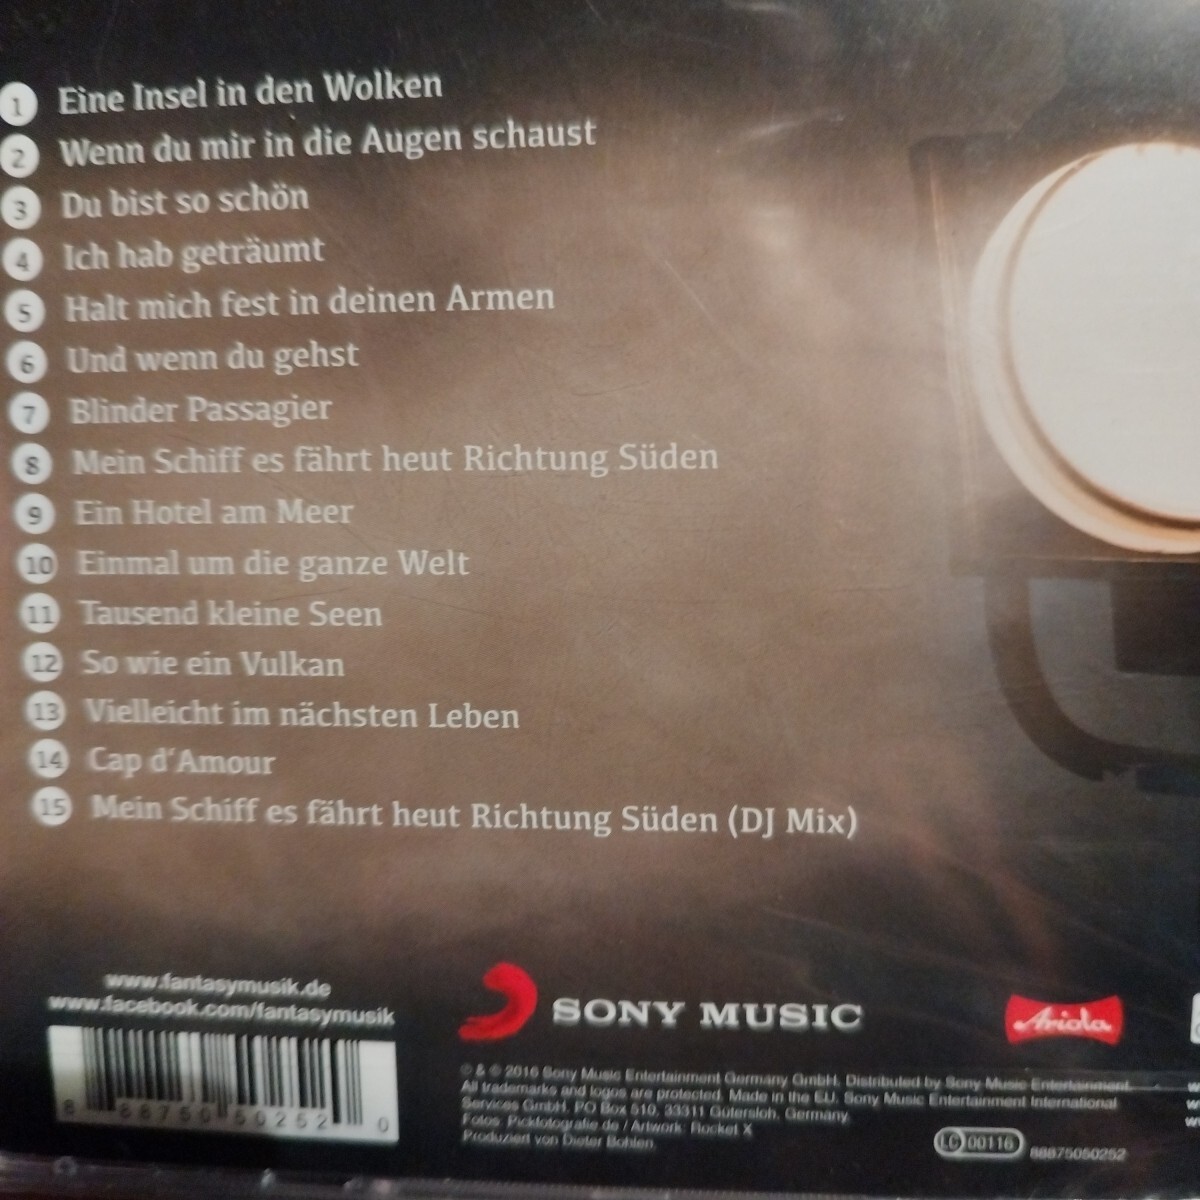 1 Eine Insel in den Wolken
2 Wenn du mir in die Augen schaust
3 Du bist so schön
4 Ich hab geträumt
5 Halt mich fest in deinen Armen
6 Und wenn du gehst
7 Blinder Passagier
8 Mein Schiff es fährt heut Richtung Süden
9 Ein Hotel am Meer
10 Einmal um die ganze Welt
11 Tausend kleine Seen
12 So wie ein Vulkan
13 Vielleicht im nächsten Leben
14 Cap d'Amour
15 Mein Schiff es fährt heut Richtung Süden (DJ Mix)
www.fantasymusik.de
www.facebook.com/fantasymusik
8 88750 50252 0
SONY MUSIC
Ariola
℗ & © 2016 Sony Music Entertainment Germany GmbH. Distributed by Sony Music Entertainment.
All trademarks and logos are protected. Made in the EU. Sony Music Entertainment International
Services GmbH, PO Box 510, 33311 Gütersloh, Germany.
Fotos: Picktofografie.de / Artwork: Rocket X
Produziert von Dieter Bohlen.
LC 00116
88875050252